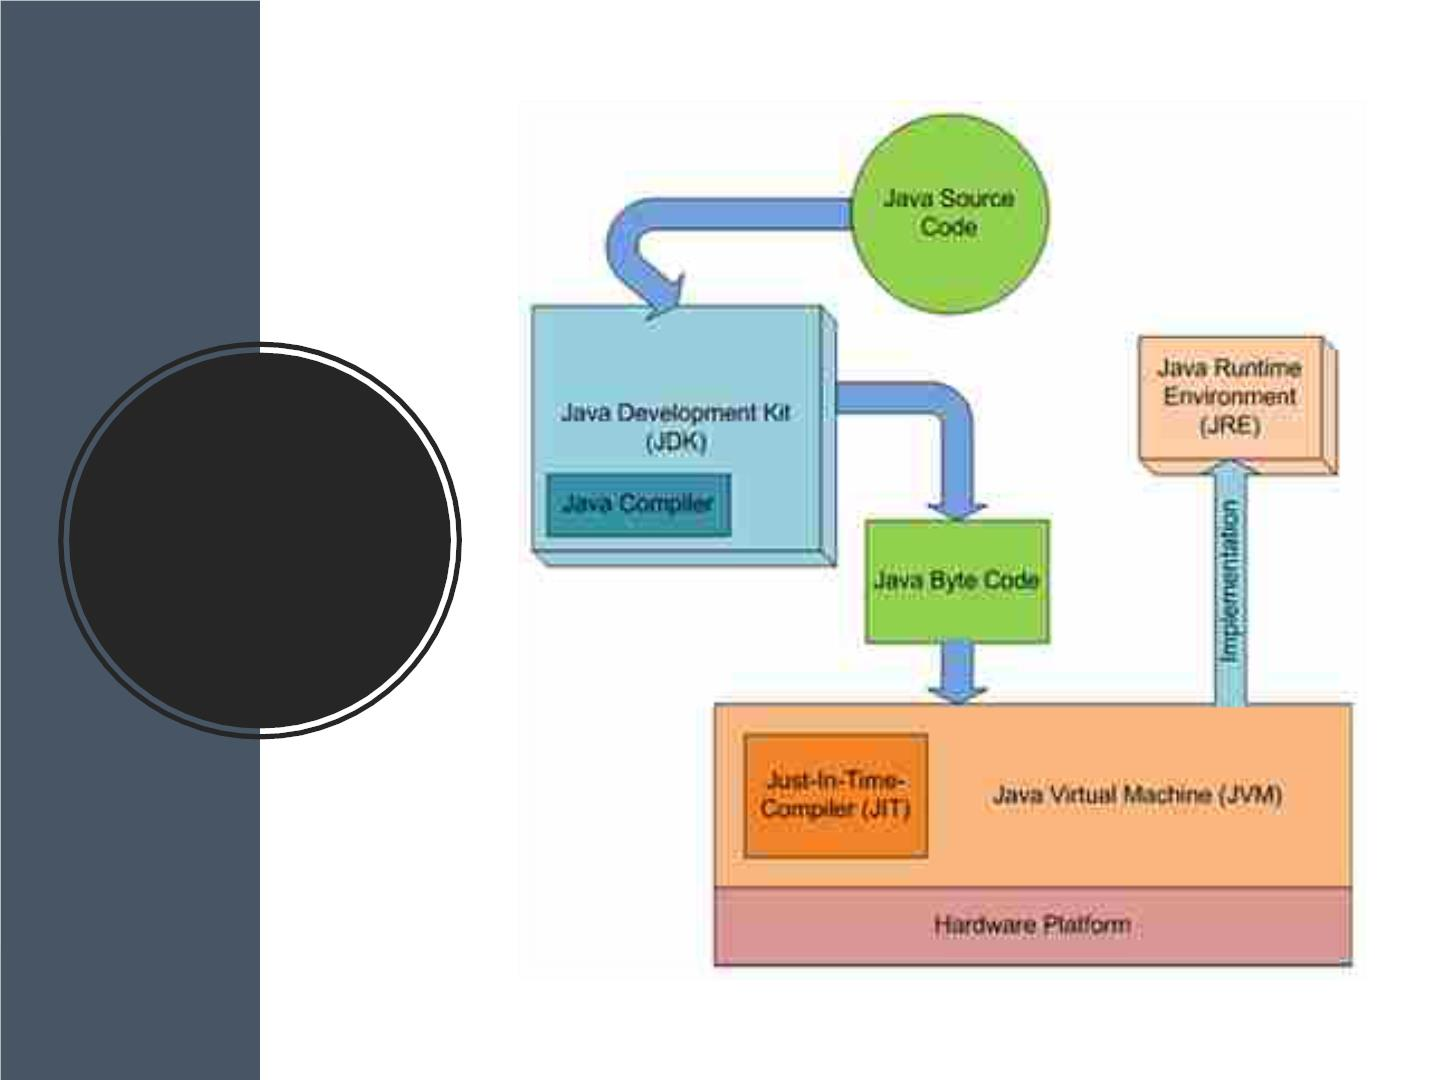 Java Source
Code
Java Development Kit
(JDK)
Java Compiler
Java Runtime
Environment
(JRE)
Implementation
Java Byte Code
Just-In-Time-
Compiler (JIT)
Java Virtual Machine (JVM)
Hardware Platform